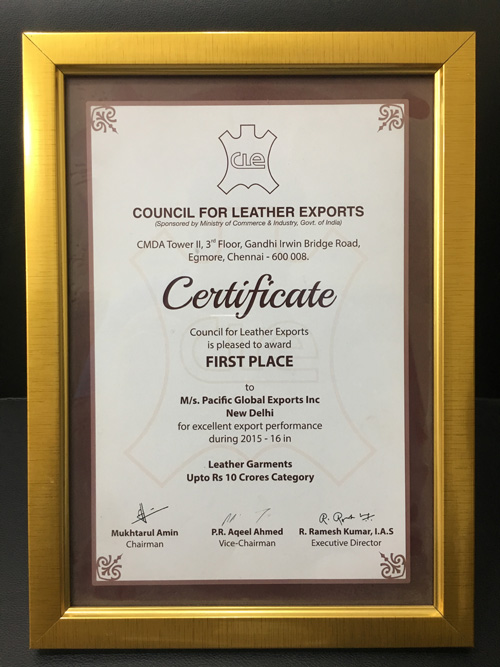 CLE
COUNCIL FOR LEATHER EXPORTS
(Sponsored by Ministry of Commerce & Industry, Govt. of India)
CMDA Tower II, 3rd Floor, Gandhi Irwin Bridge Road,
Egmore, Chennai - 600 008.
Certificate
Council for Leather Exports
is pleased to award
FIRST PLACE
to
M/s. Pacific Global Exports Inc
New Delhi
for excellent export performance
during 2015 - 16 in
Leather Garments
Upto Rs 10 Crores Category
Mukhtarul Amin
Chairman
P.R. Aqeel Ahmed
Vice-Chairman
R. Ramesh Kumar, I.A.S
Executive Director